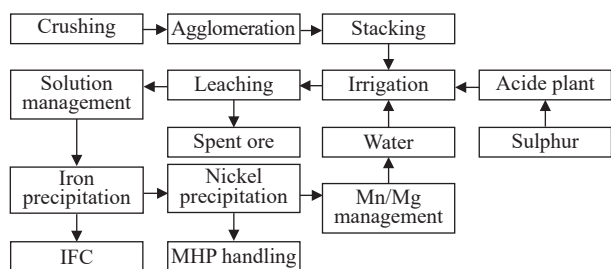 Crushing
Agglomeration
Stacking
Solution
management
Leaching
Irrigation
Acide plant
Spent ore
Water
Sulphur
Iron
precipitation
Nickel
precipitation
Mn/Mg
management
IFC
MHP handling